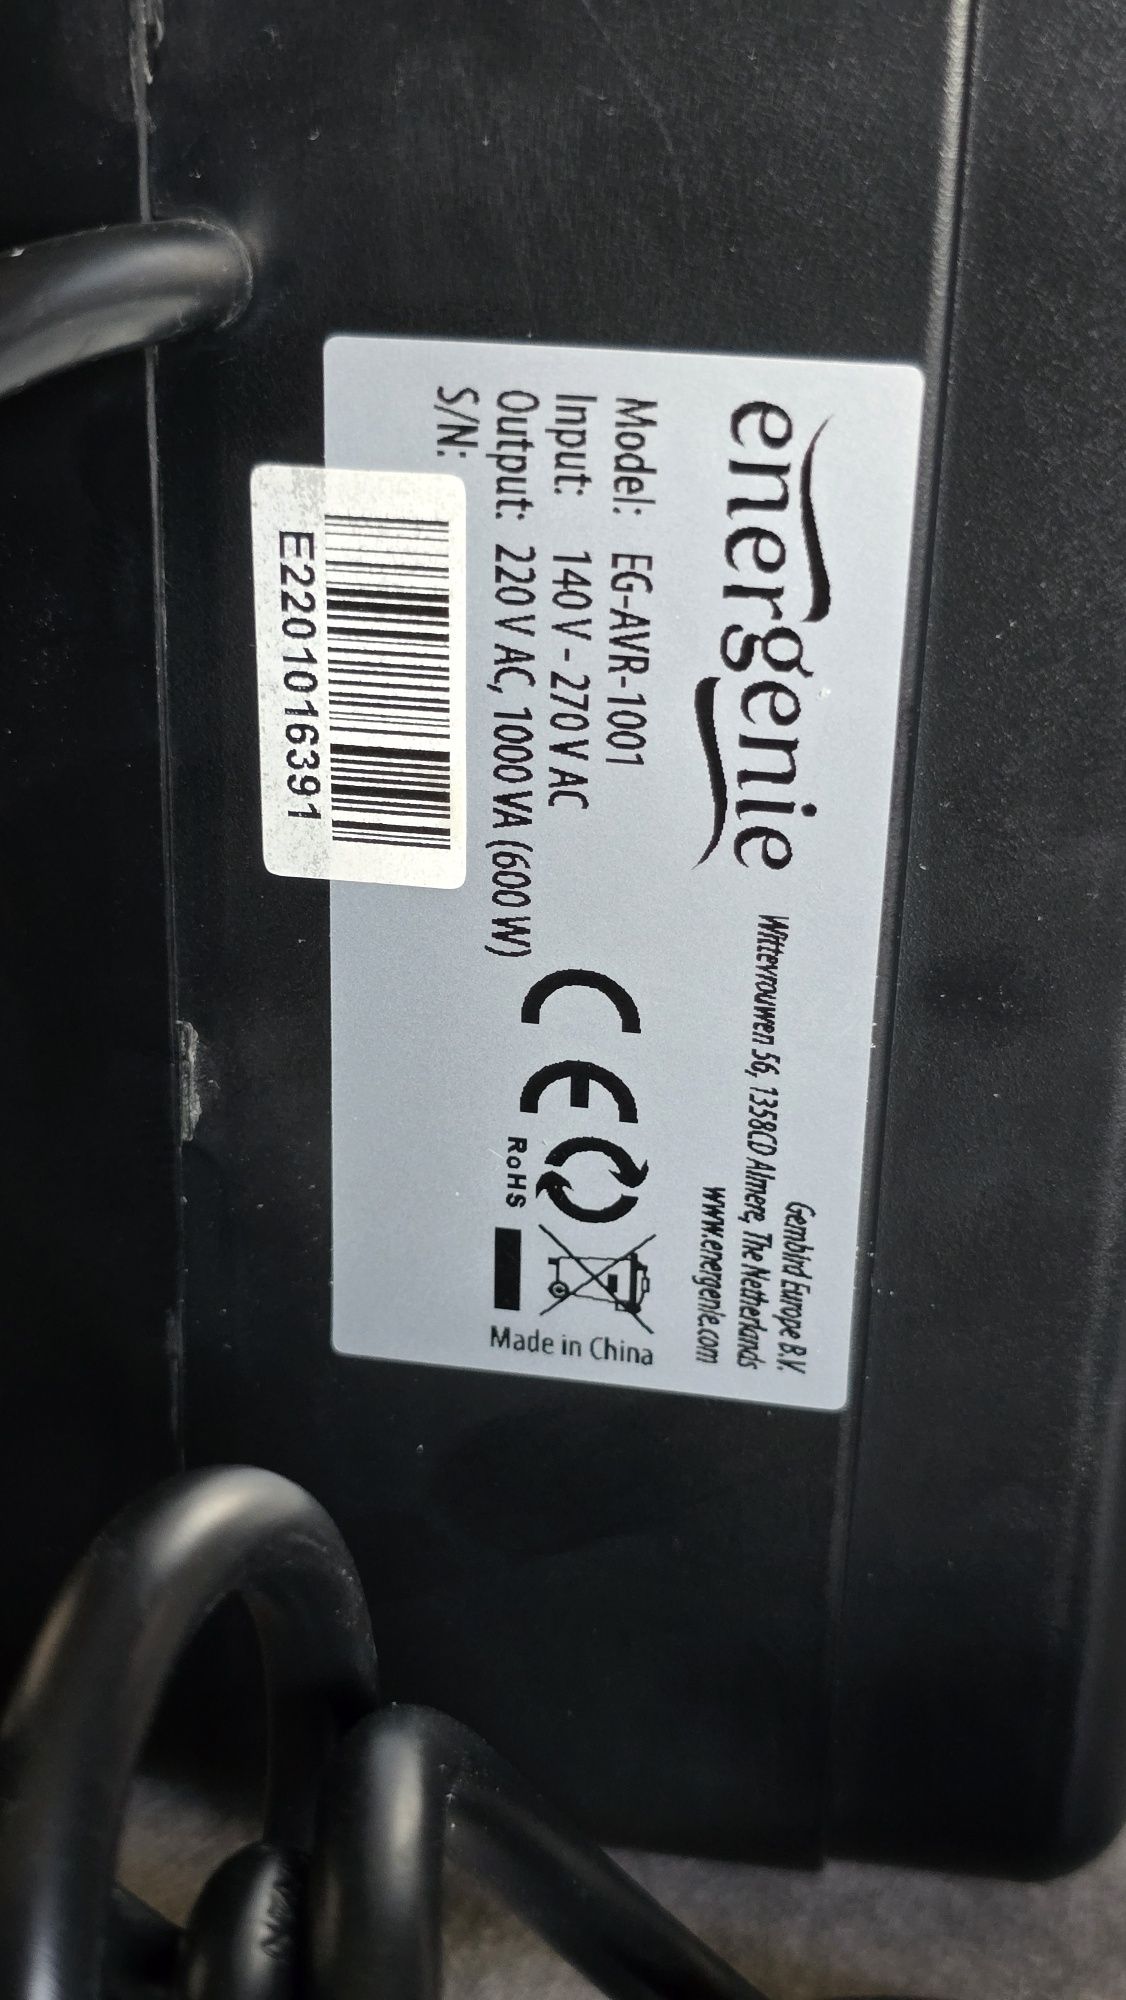 energenie
Gembird Europe B.V.
Wittevrouwen 56, 1358CD Almere, The Netherlands
www.energenie.com
Model: EG-AVR-1001
Input: 140 V - 270 V AC
Output: 220 V AC, 1000 VA (600 W)
S/N:
E220101016391
CE
RoHS
Made in China